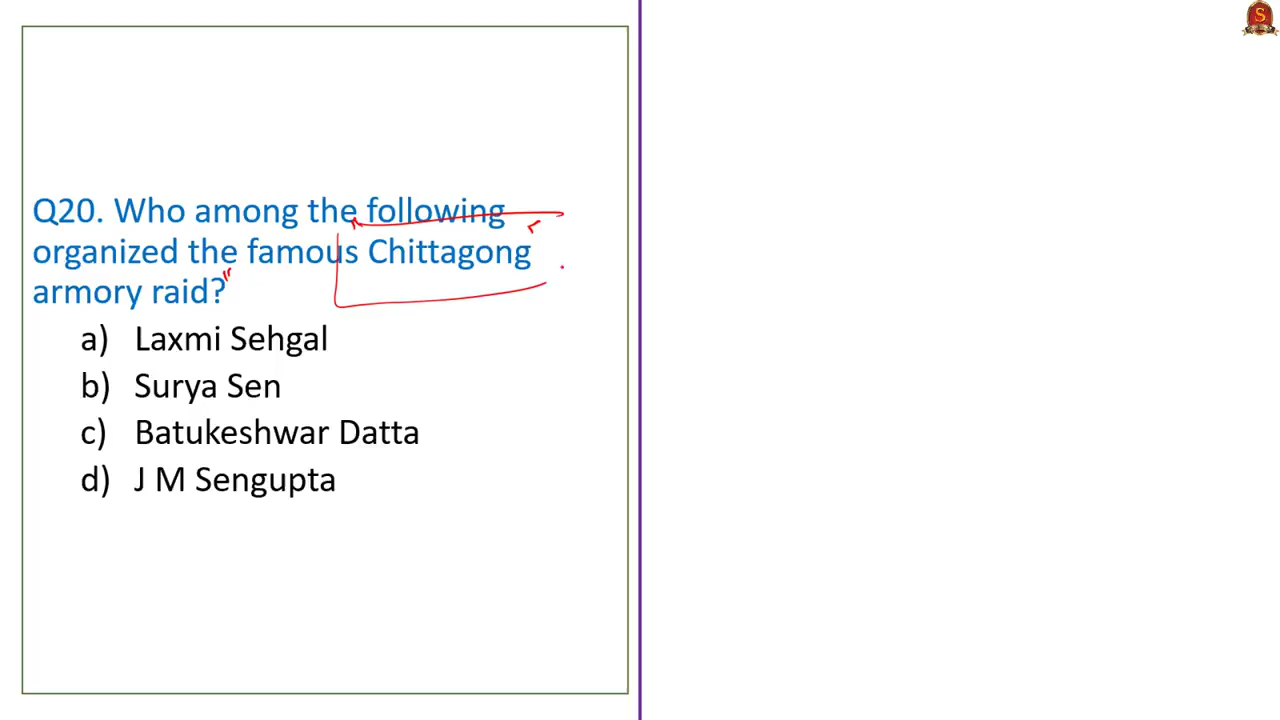 Q20. Who among the following
organized the famous Chittagong
armory raid?"
a) Laxmi Sehgal
b) Surya Sen
c) Batukeshwar Datta
d) J M Sengupta
S